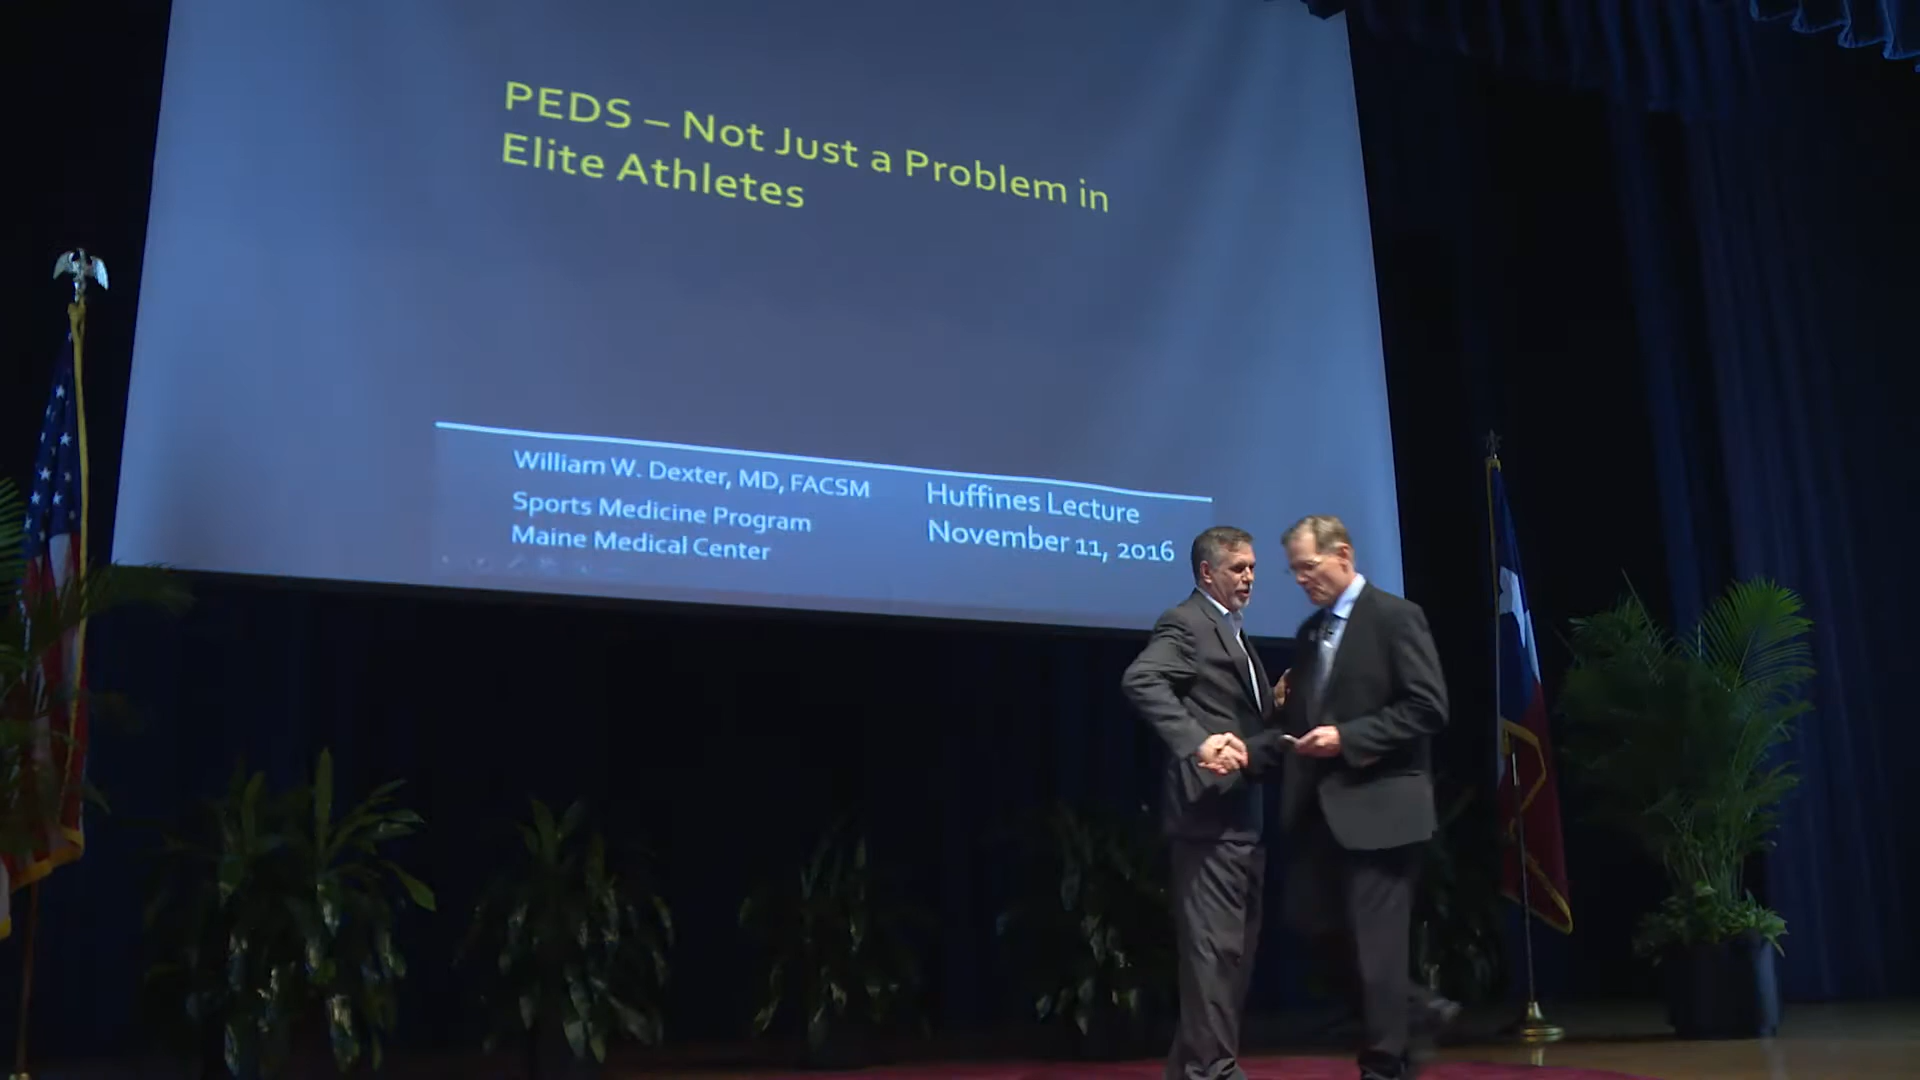 PEDS – Not Just a Problem in
Elite Athletes
William W. Dexter, MD, FACSM
Sports Medicine Program
Maine Medical Center
Huffines Lecture
November 11, 2016